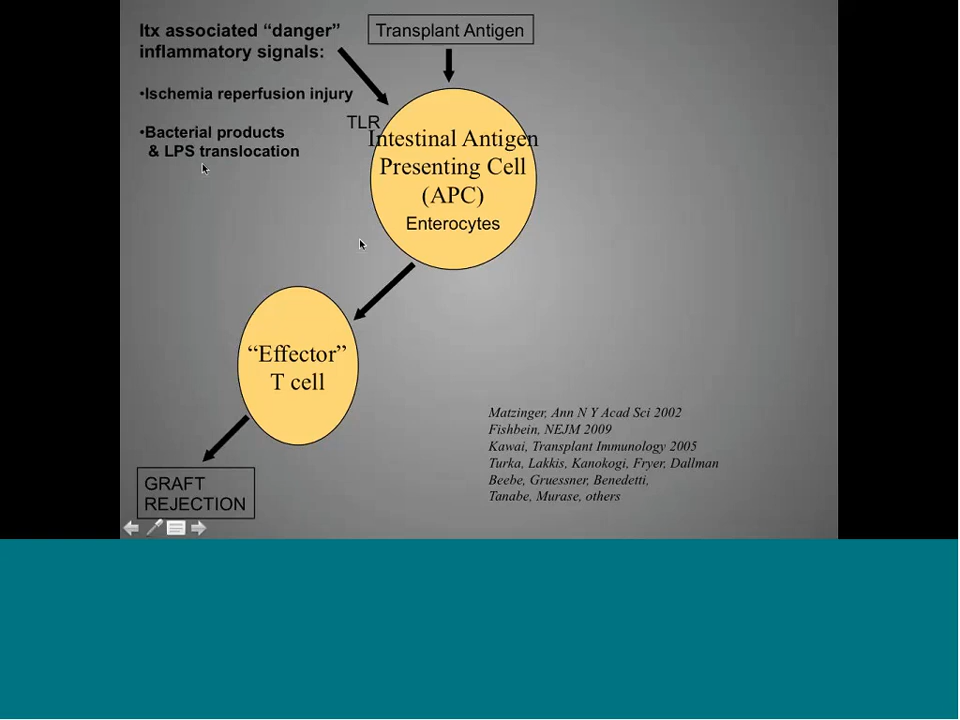 Itx associated “danger”
inflammatory signals:
•Ischemia reperfusion injury
•Bacterial products
& LPS translocation
Transplant Antigen
TLR
Intestinal Antigen
Presenting Cell
(APC)
Enterocytes
“Effector”
T cell
GRAFT
REJECTION
Matzinger, Ann N Y Acad Sci 2002
Fishbein, NEJM 2009
Kawai, Transplant Immunology 2005
Turka, Lakkis, Kanokogi, Fryer, Dallman
Beebe, Gruessner, Benedetti,
Tanabe, Murase, others